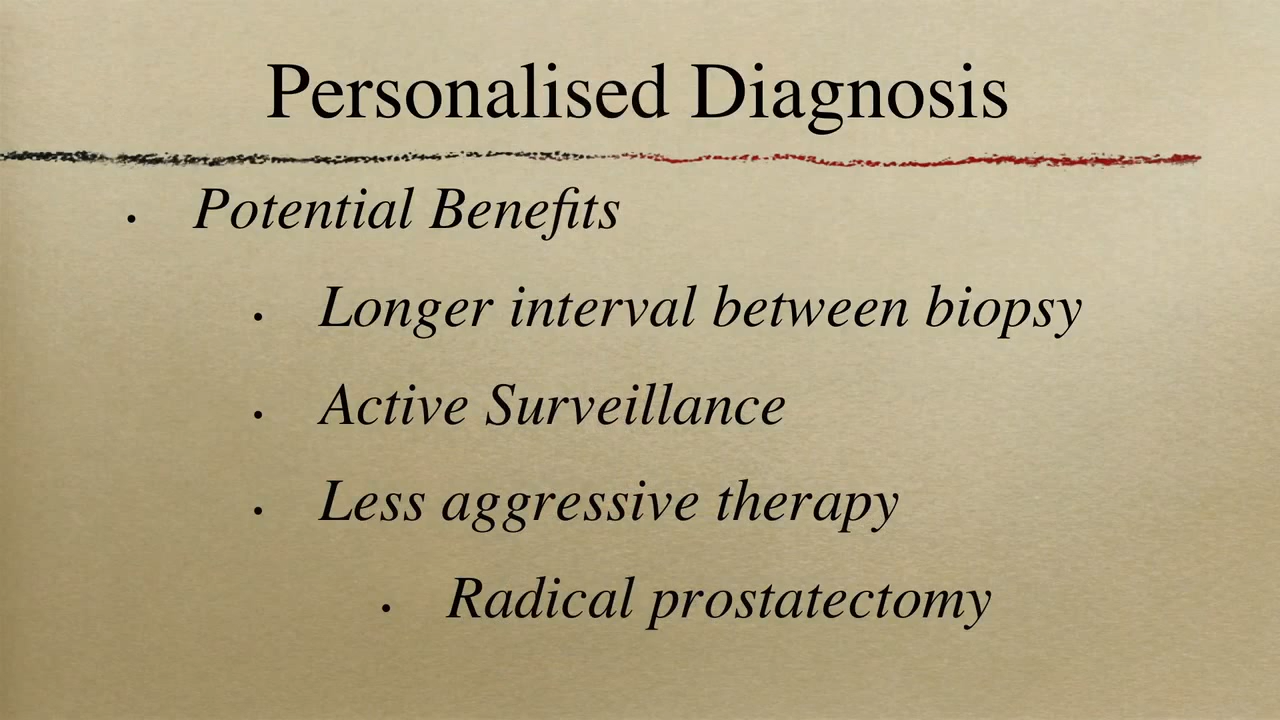 Personalised Diagnosis
• Potential Benefits
• Longer interval between biopsy
• Active Surveillance
• Less aggressive therapy
• Radical prostatectomy